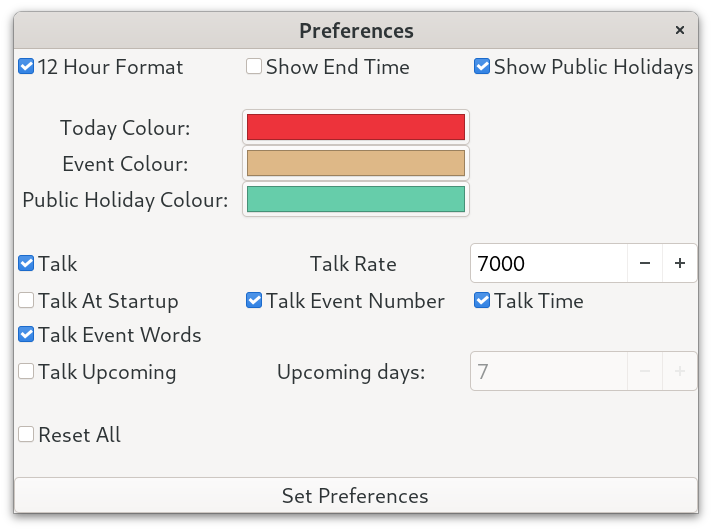 Preferences
12 Hour Format Show End Time Show Public Holidays
Today Colour:
Event Colour:
Public Holiday Colour:
Talk Talk Rate 7000
Talk At Startup Talk Event Number Talk Time
Talk Event Words
Talk Upcoming Upcoming days: 7
Reset All
Set Preferences